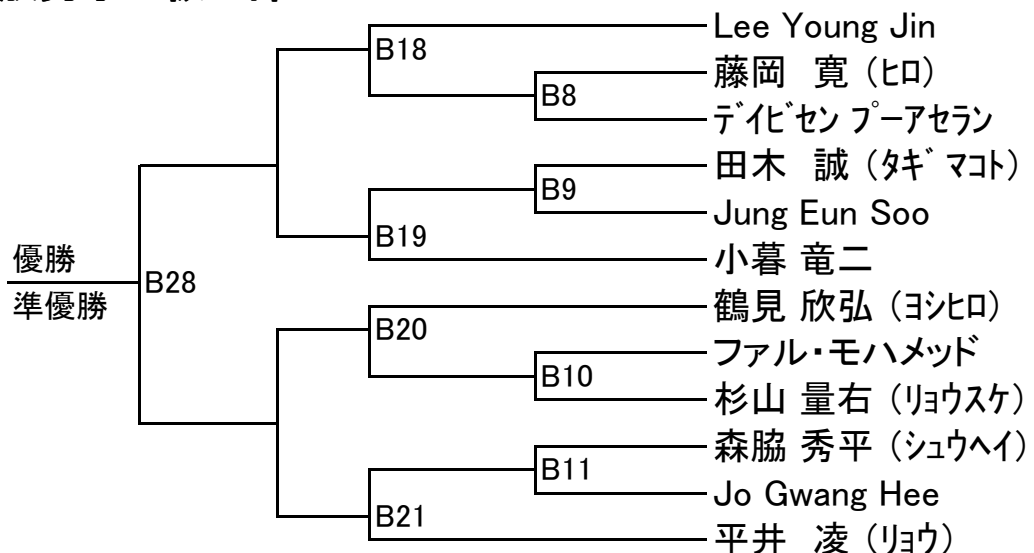 Lee Young Jin
B18
藤岡　寛（ﾋﾛ）
B8
ﾃﾞｲﾋﾞｾﾝ ﾌﾟｰアセラン
田木　誠（ﾀｷﾞ ﾏｺﾄ）
B9
Jung Eun Soo
B19
小暮 竜二
優勝
B28
準優勝
鶴見 欣弘（ﾖｼﾋﾛ）
B20
ファル・モハメッド
B10
杉山 量右（ﾘｮｳｽｹ）
森脇 秀平（ｼｭｳﾍｲ）
B11
Jo Gwang Hee
B21
平井　凌（ﾘｮｳ）